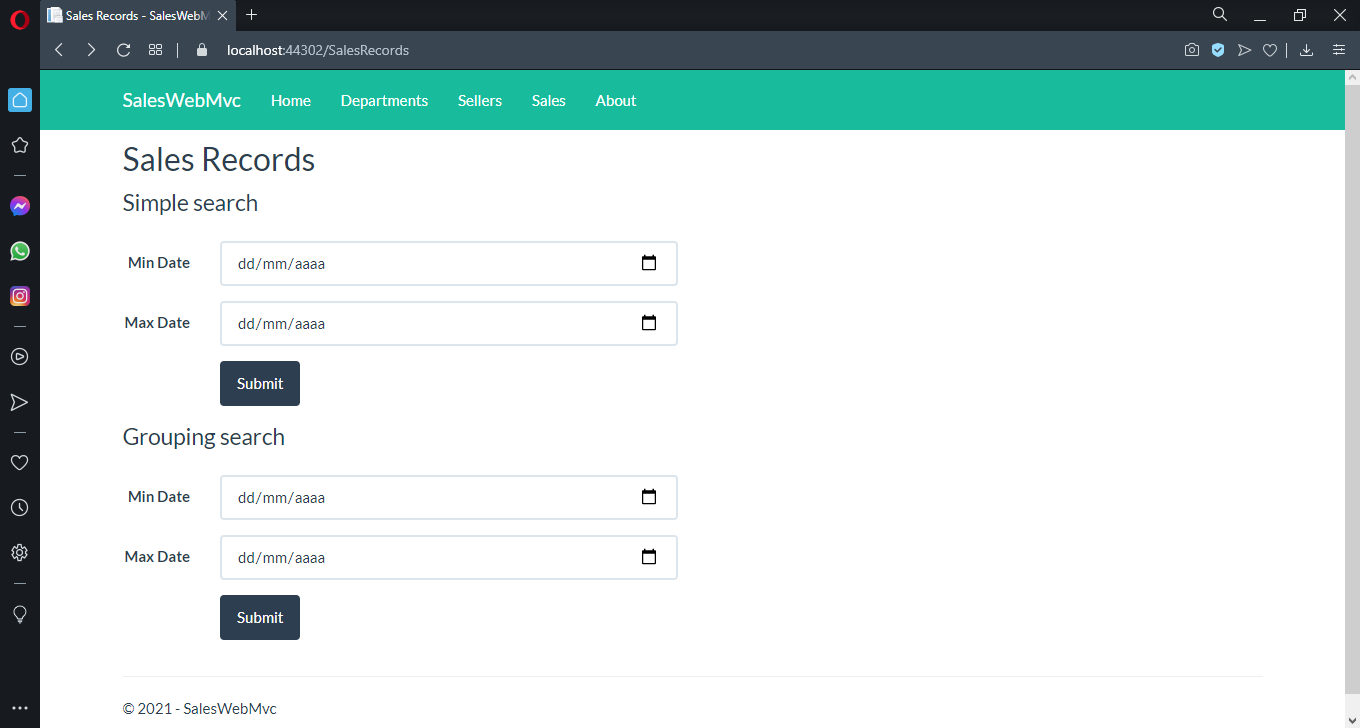 Sales Records - SalesWebM
localhost:44302/SalesRecords
SalesWebMvc Home Departments Sellers Sales About
Sales Records
Simple search
Min Date dd/mm/aaaa
Max Date dd/mm/aaaa
Submit
Grouping search
Min Date dd/mm/aaaa
Max Date dd/mm/aaaa
Submit
© 2021 - SalesWebMvc